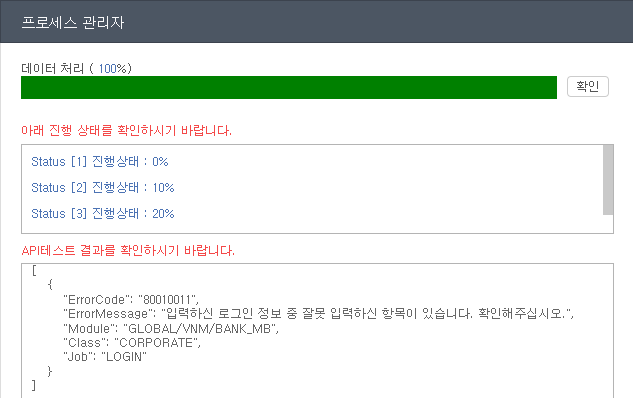 프로세스 관리자
데이터 처리 ( 100%)
확인
아래 진행 상태를 확인하시기 바랍니다.
Status [1] 진행상태 : 0%
Status [2] 진행상태 : 10%
Status [3] 진행상태 : 20%
API테스트 결과를 확인하시기 바랍니다.
[
{
"ErrorCode": "80010011",
"ErrorMessage": "입력하신 로그인 정보 중 잘못 입력하신 항목이 있습니다. 확인해주십시오.",
"Module": "GLOBAL/VNM/BANK_MB",
"Class": "CORPORATE",
"Job": "LOGIN"
}
]